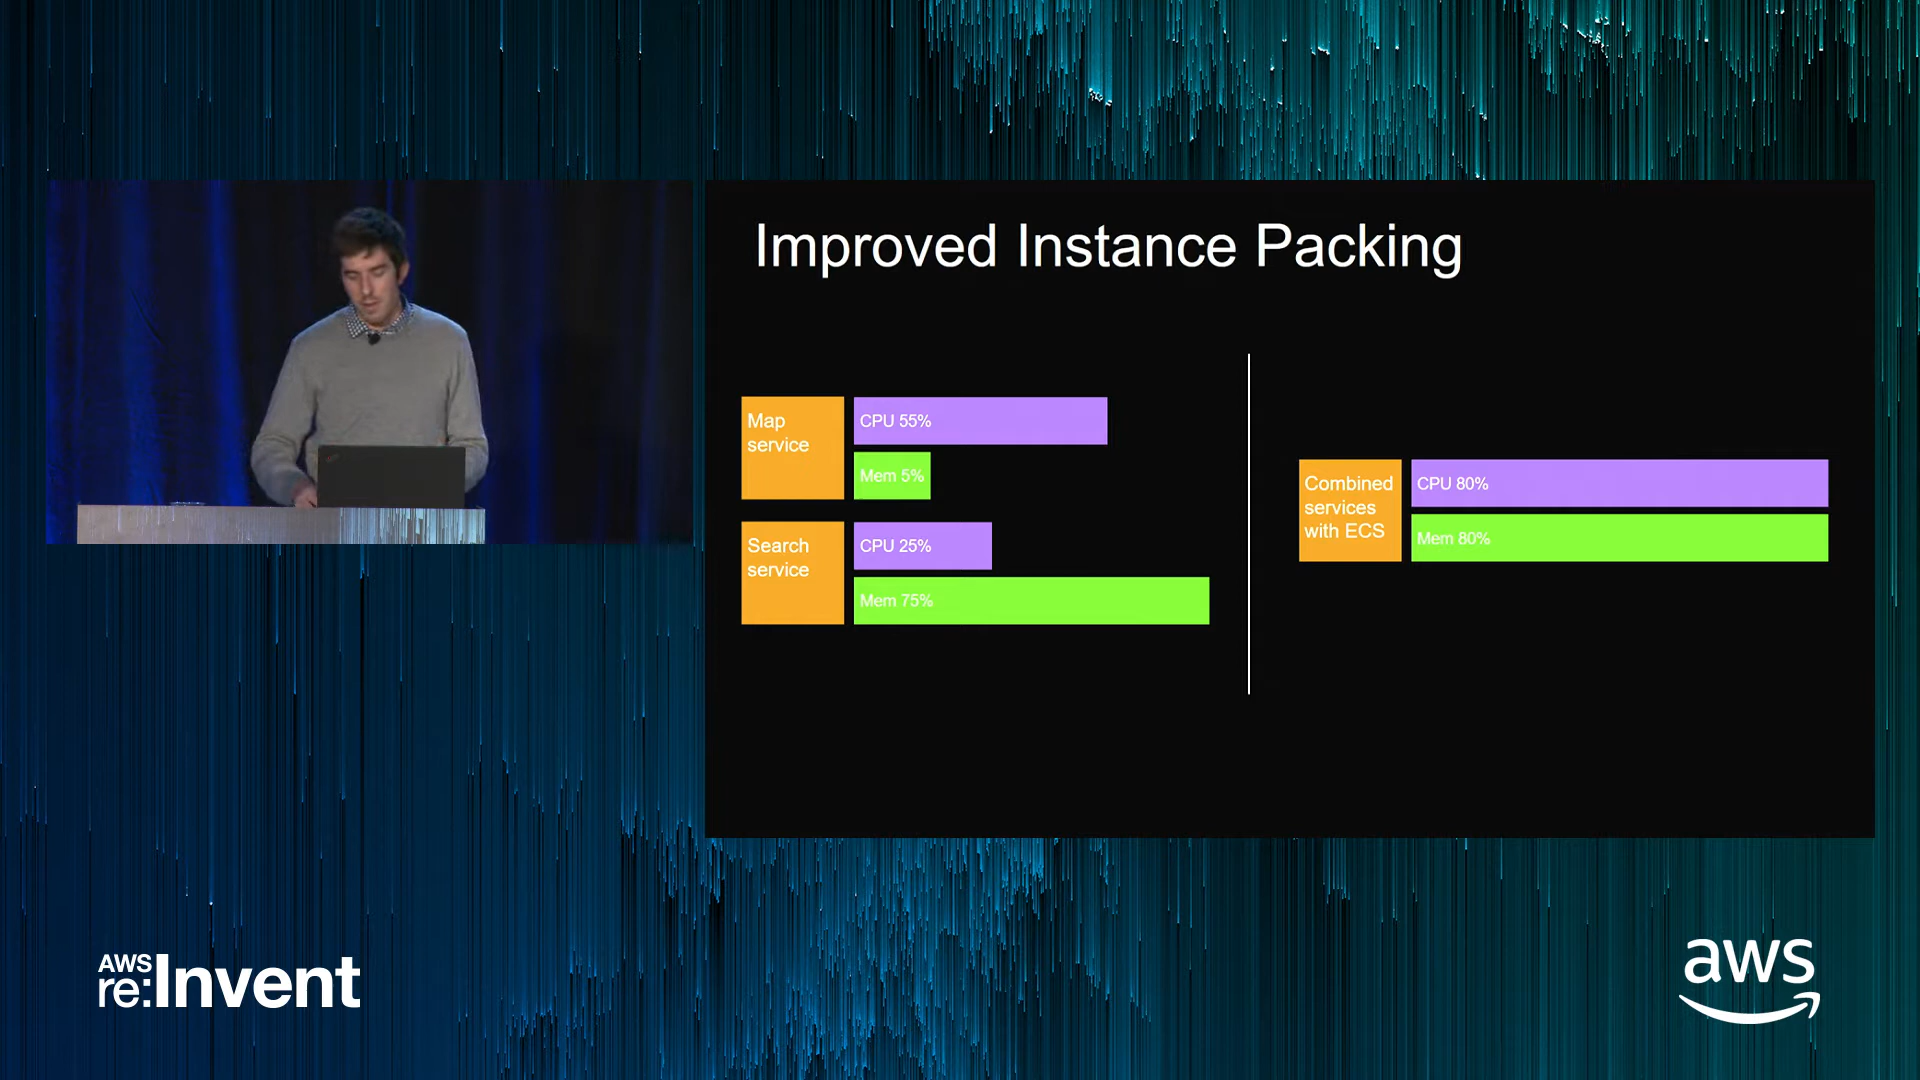 Improved Instance Packing
Map
service
CPU 55%
Mem 5%
Search
service
CPU 25%
Mem 75%
Combined
services
with ECS
CPU 80%
Mem 80%
AWS
re:Invent
aws